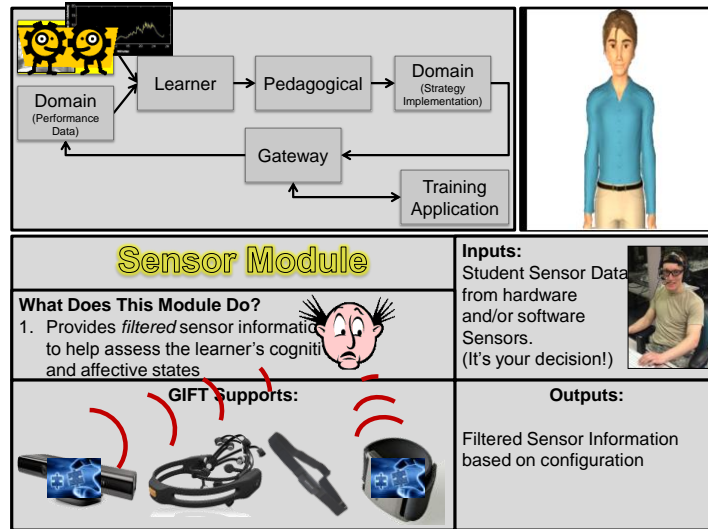 Learner
Pedagogical
Domain
(Strategy
Implementation)
Domain
(Performance
Data)
Gateway
Training
Application
Sensor Module
Inputs:
Student Sensor Data
from hardware
and/or software
Sensors.
(It's your decision!)
What Does This Module Do?
1. Provides filtered sensor informatio
to help assess the learner's cogniti
and affective states
GIFT Supports:
Outputs:
Filtered Sensor Information
based on configuration